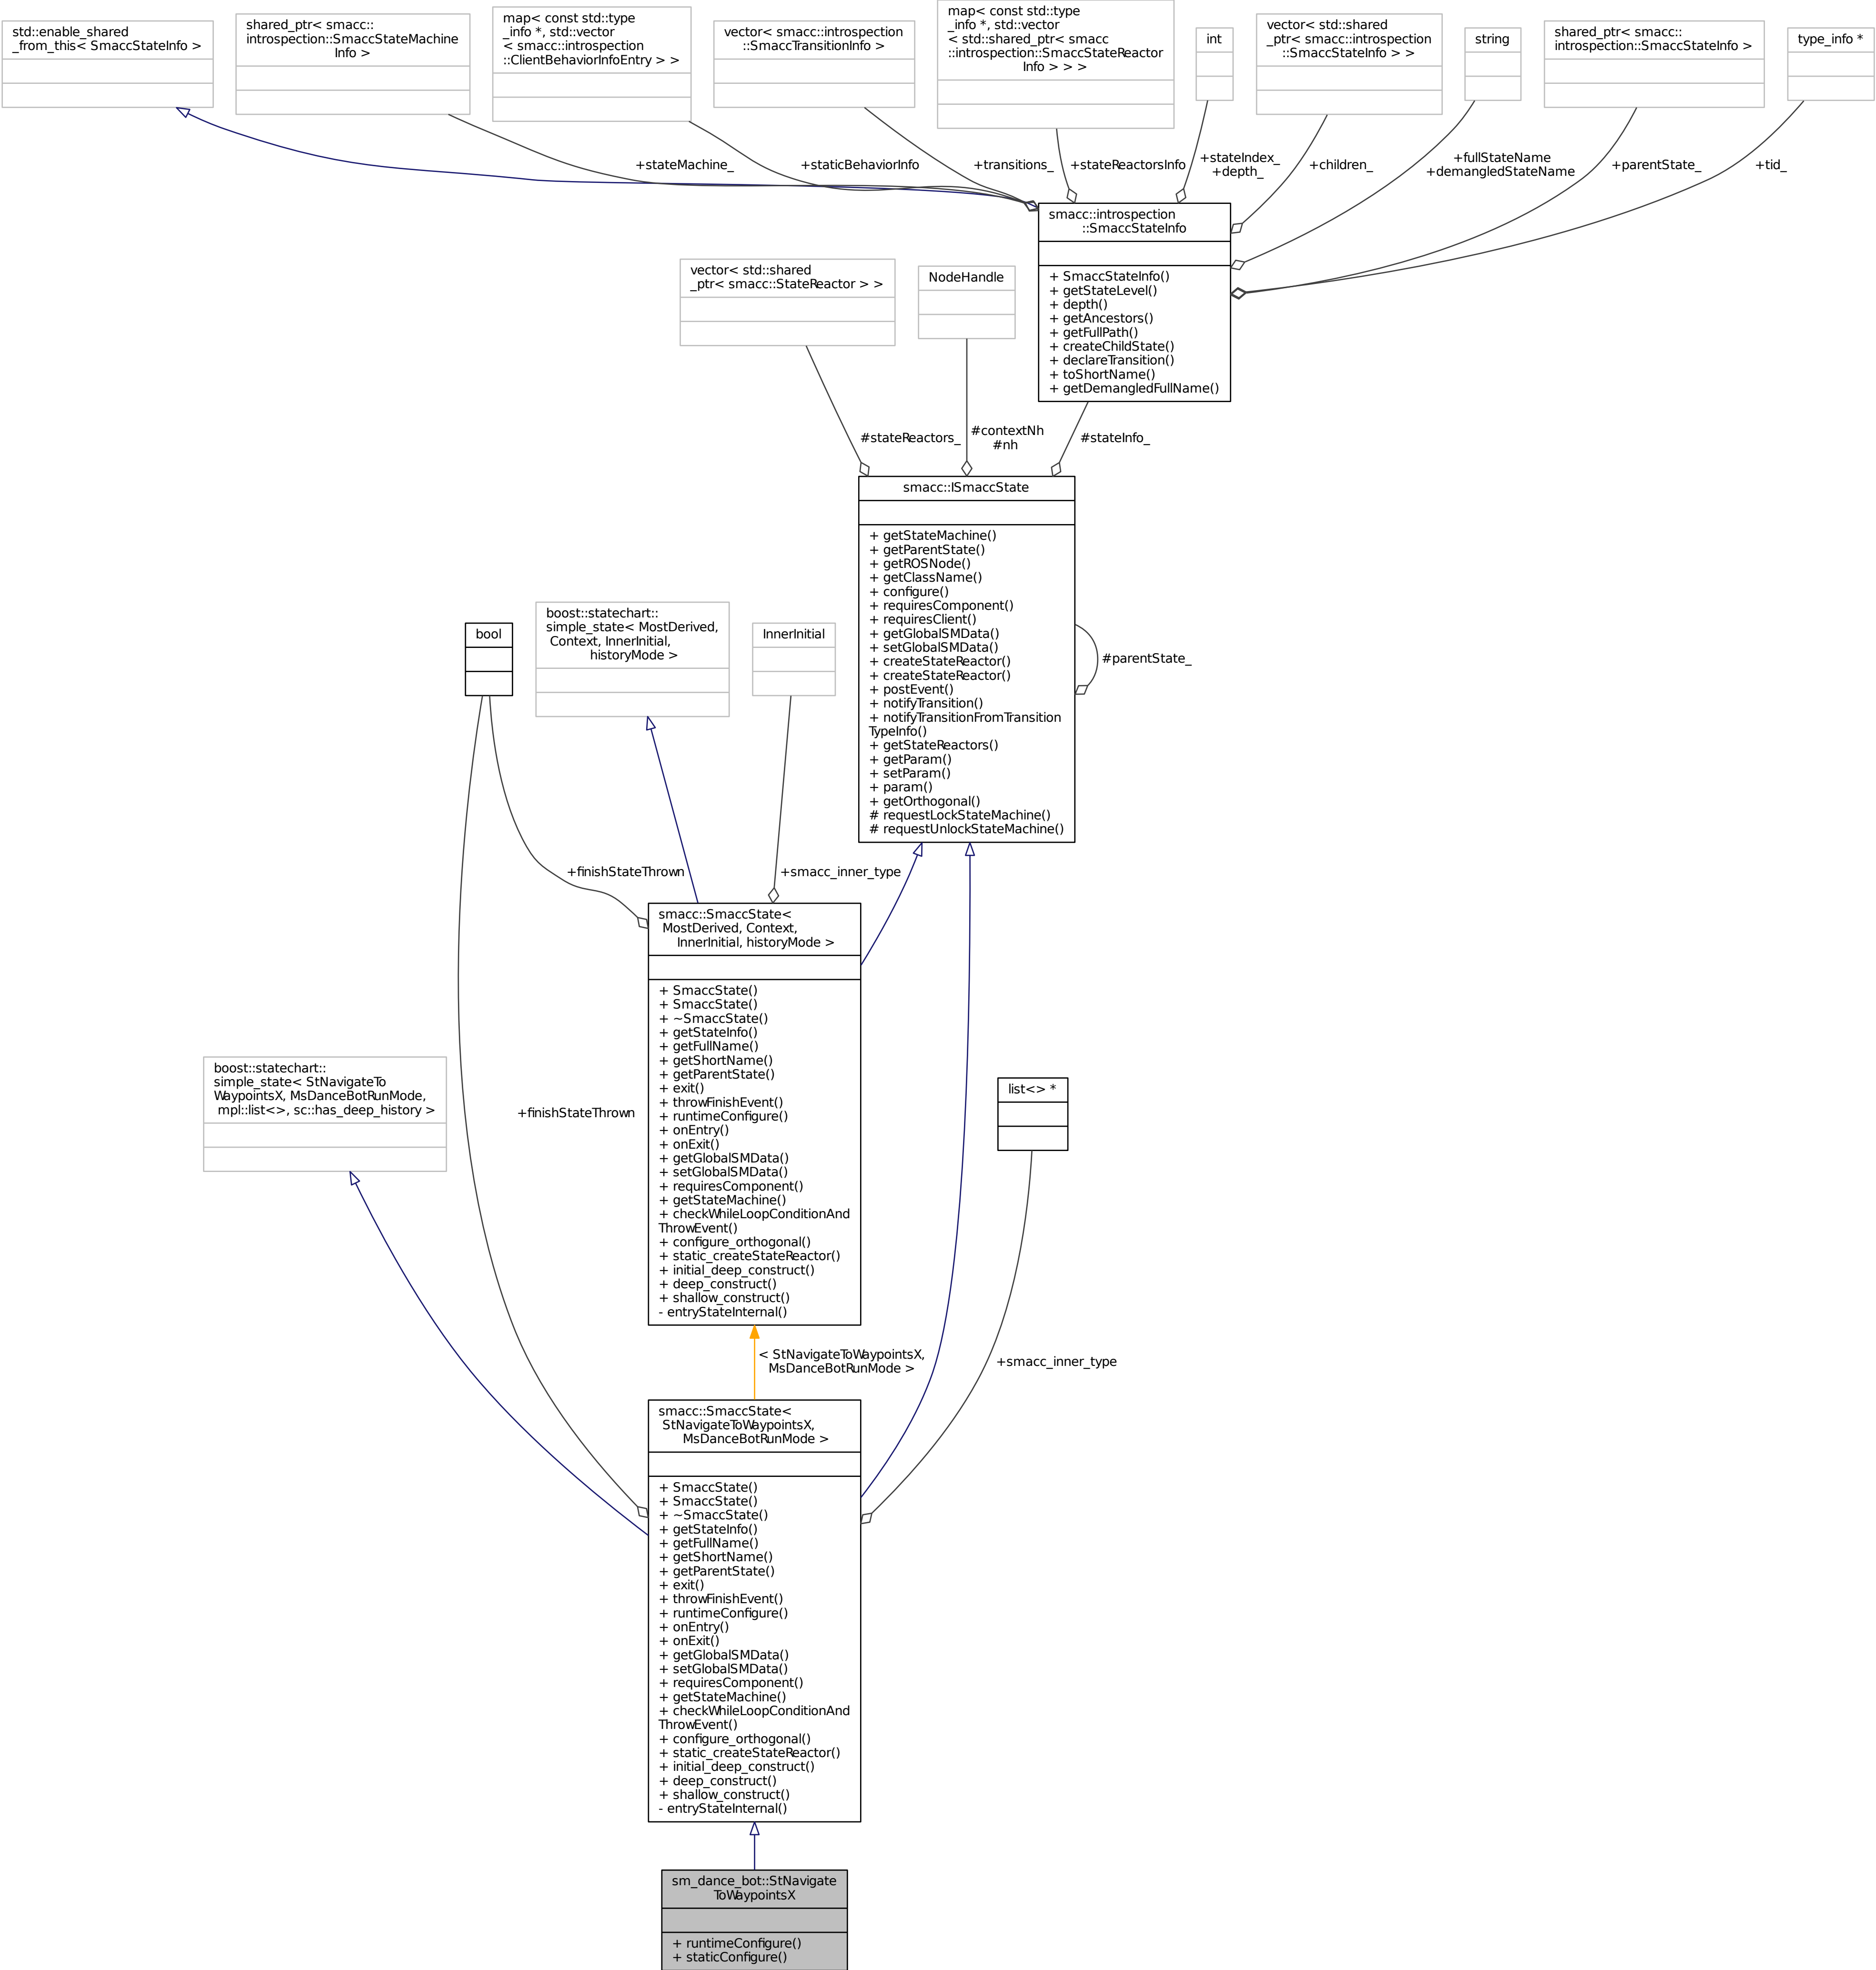 std::enable_shared
_from_this< SmaccStateInfo >
shared_ptr< smacc::
introspection::SmaccStateMachine
Info >
map< const std::type
_info *, std::vector
< smacc::introspection
::ClientBehaviorInfoEntry > >
vector< smacc::introspection
::SmaccTransitionInfo >
map< const std::type
_info *, std::vector
< std::shared_ptr< smacc
::introspection::SmaccStateReactor
Info > > >
int
vector< std::shared
_ptr< smacc::introspection
::SmaccStateInfo > >
string
shared_ptr< smacc::
introspection::SmaccStateInfo >
type_info *
+stateMachine_
+staticBehaviorInfo
+transitions_
+stateReactorsInfo
+stateIndex_
+depth_
+children_
+fullStateName
+demangledStateName
+parentState_
+tid_
smacc::introspection
::SmaccStateInfo
+ SmaccStateInfo()
+ getStateLevel()
+ depth()
+ getAncestors()
+ getFullPath()
+ createChildState()
+ declareTransition()
+ toShortName()
+ getDemangledFullName()
vector< std::shared
_ptr< smacc::StateReactor > >
NodeHandle
#stateReactors_
#contextNh
#nh
#stateInfo_
smacc::ISmaccState
+ getStateMachine()
+ getParentState()
+ getROSNode()
+ getClassName()
+ configure()
+ requiresComponent()
+ requiresClient()
+ getGlobalSMData()
+ setGlobalSMData()
+ createStateReactor()
+ createStateReactor()
+ postEvent()
+ notifyTransition()
+ notifyTransitionFromTransition
TypeInfo()
+ getStateReactors()
+ getParam()
+ setParam()
+ param()
+ getOrthogonal()
# requestLockStateMachine()
# requestUnlockStateMachine()
#parentState_
bool
boost::statechart::
simple_state< MostDerived,
Context, InnerInitial,
historyMode >
InnerInitial
+finishStateThrown
+smacc_inner_type
smacc::SmaccState<
MostDerived, Context,
InnerInitial, historyMode >
+ SmaccState()
+ SmaccState()
+ ~SmaccState()
+ getStateInfo()
+ getFullName()
+ getShortName()
+ getParentState()
+ exit()
+ throwFinishEvent()
+ runtimeConfigure()
+ onEntry()
+ onExit()
+ getGlobalSMData()
+ setGlobalSMData()
+ requiresComponent()
+ getStateMachine()
+ checkWhileLoopConditionAnd
ThrowEvent()
+ configure_orthogonal()
+ static_createStateReactor()
+ initial_deep_construct()
+ deep_construct()
+ shallow_construct()
- entryStateInternal()
boost::statechart::
simple_state< StNavigateTo
WaypointsX, MsDanceBotRunMode,
mpl::list<>, sc::has_deep_history >
+finishStateThrown
list<> *
< StNavigateToWaypointsX,
MsDanceBotRunMode >
+smacc_inner_type
smacc::SmaccState<
StNavigateToWaypointsX,
MsDanceBotRunMode >
+ SmaccState()
+ SmaccState()
+ ~SmaccState()
+ getStateInfo()
+ getFullName()
+ getShortName()
+ getParentState()
+ exit()
+ throwFinishEvent()
+ runtimeConfigure()
+ onEntry()
+ onExit()
+ getGlobalSMData()
+ setGlobalSMData()
+ requiresComponent()
+ getStateMachine()
+ checkWhileLoopConditionAnd
ThrowEvent()
+ configure_orthogonal()
+ static_createStateReactor()
+ initial_deep_construct()
+ deep_construct()
+ shallow_construct()
- entryStateInternal()
sm_dance_bot::StNavigate
ToWaypointsX
+ runtimeConfigure()
+ staticConfigure()